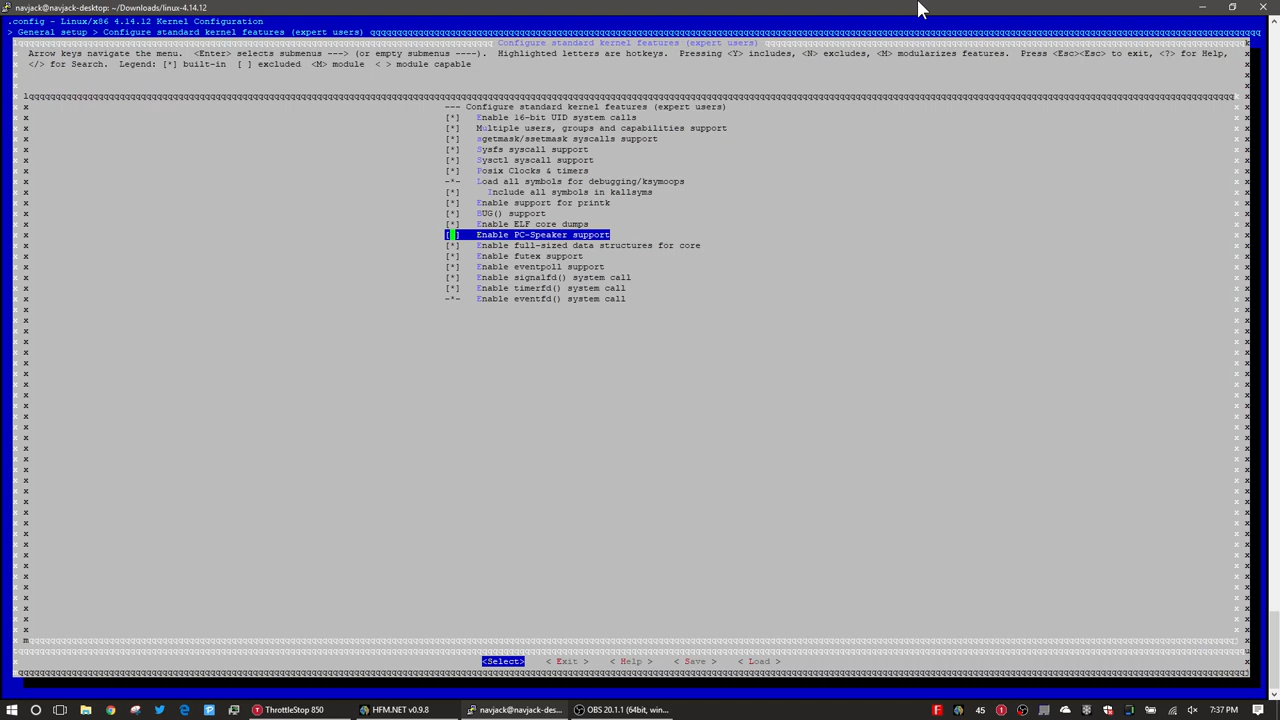 navjack@navjack-desktop: ~/Downloads/linux-4.14.12
.config - Linux/x86 4.14.12 Kernel Configuration
> General setup > Configure standard kernel features (expert users)
Configure standard kernel features (expert users)
Arrow keys navigate the menu. <Enter> selects submenus ---> (or empty submenus ----). Highlighted letters are hotkeys. Pressing <Y> includes, <N> excludes, <M> modularizes features. Press <Esc><Esc> to exit, <?> for Help,
</> for Search. Legend: [*] built-in [ ] excluded <M> module < > module capable
--- Configure standard kernel features (expert users)
[*] Enable 16-bit UID system calls
[*] Multiple users, groups and capabilities support
[*] sgetmask/ssetmask syscalls support
[*] Sysfs syscall support
[*] Sysctl syscall support
[*] Posix Clocks & timers
-*- Load all symbols for debugging/ksymoops
[*] Include all symbols in kallsyms
[*] Enable support for printk
[*] BUG() support
[*] Enable ELF core dumps
[ ] Enable PC-Speaker support
[*] Enable full-sized data structures for core
[*] Enable futex support
[*] Enable eventpoll support
[*] Enable signalfd() system call
[*] Enable timerfd() system call
-*- Enable eventfd() system call
<Select> < Exit > < Help > < Save > < Load >
ThrottleStop 850 HFM.NET v0.9.8 navjack@navjack-des... OBS 20.1.1 (64bit, win... 45 7:37 PM